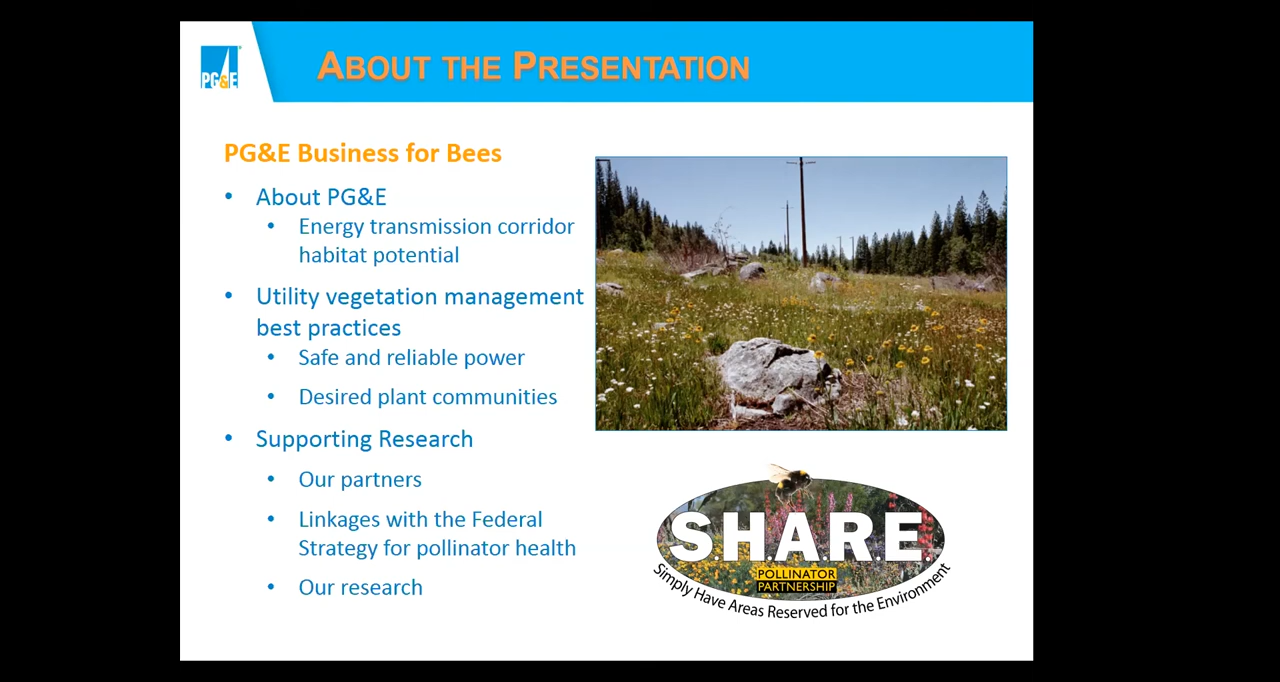 PG&E
ABOUT THE PRESENTATION
PG&E Business for Bees
• About PG&E
• Energy transmission corridor
habitat potential
• Utility vegetation management
best practices
• Safe and reliable power
• Desired plant communities
• Supporting Research
• Our partners
• Linkages with the Federal
Strategy for pollinator health
• Our research
S.H.A.R.E.
POLLINATOR
PARTNERSHIP
Simply Have Areas Reserved for the Environment